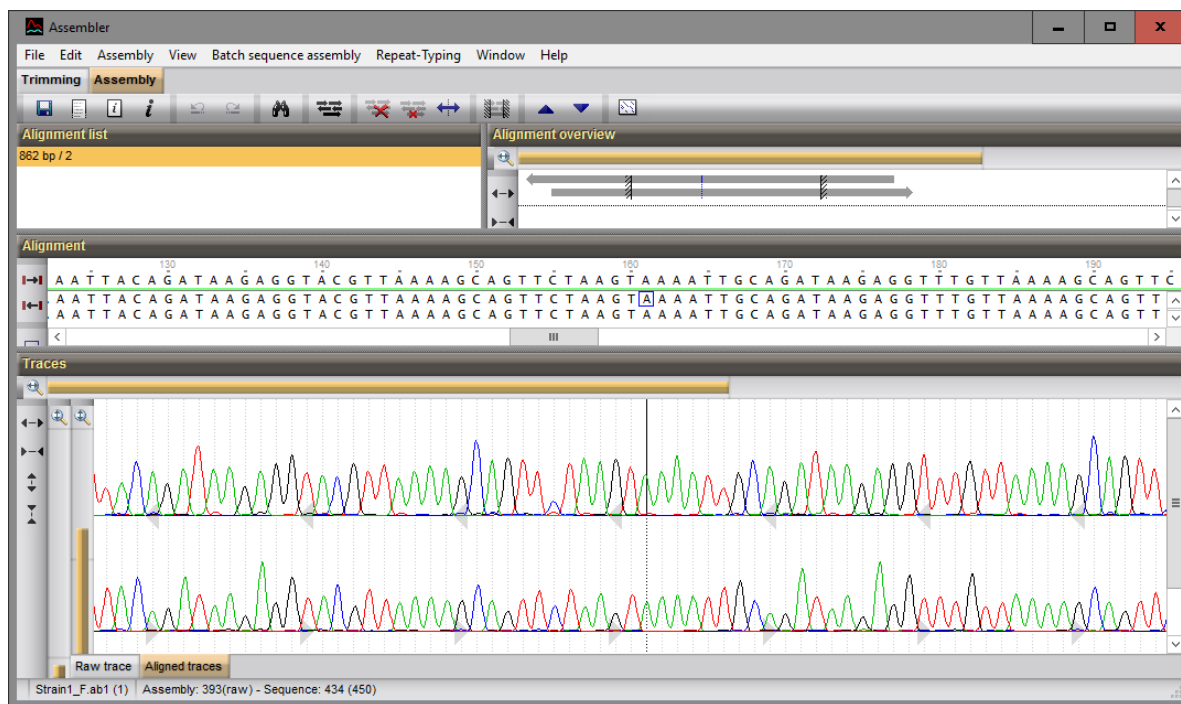 Assembler
File Edit Assembly View Batch sequence assembly Repeat-Typing Window Help
Trimming Assembly
Alignment list
Alignment overview
862 bp / 2
Alignment
130 140 150 160 170 180 190
A A T T A C A G A T A A G A G G T A C G T T A A A A G C A G T T C T A A G T A A A A T T G C A G A T A A G A G G T T T G T T A A A A G C A G T T C
A A T T A C A G A T A A G A G G T A C G T T A A A A G C A G T T C T A A G T A A A A T T G C A G A T A A G A G G T T T G T T A A A A G C A G T T
A A T T A C A G A T A A G A G G T A C G T T A A A A G C A G T T C T A A G T A A A A T T G C A G A T A A G A G G T T T G T T A A A A G C A G T T
Traces
Raw trace Aligned traces
Strain1_F.ab1 (1) Assembly: 393(raw) - Sequence: 434 (450)